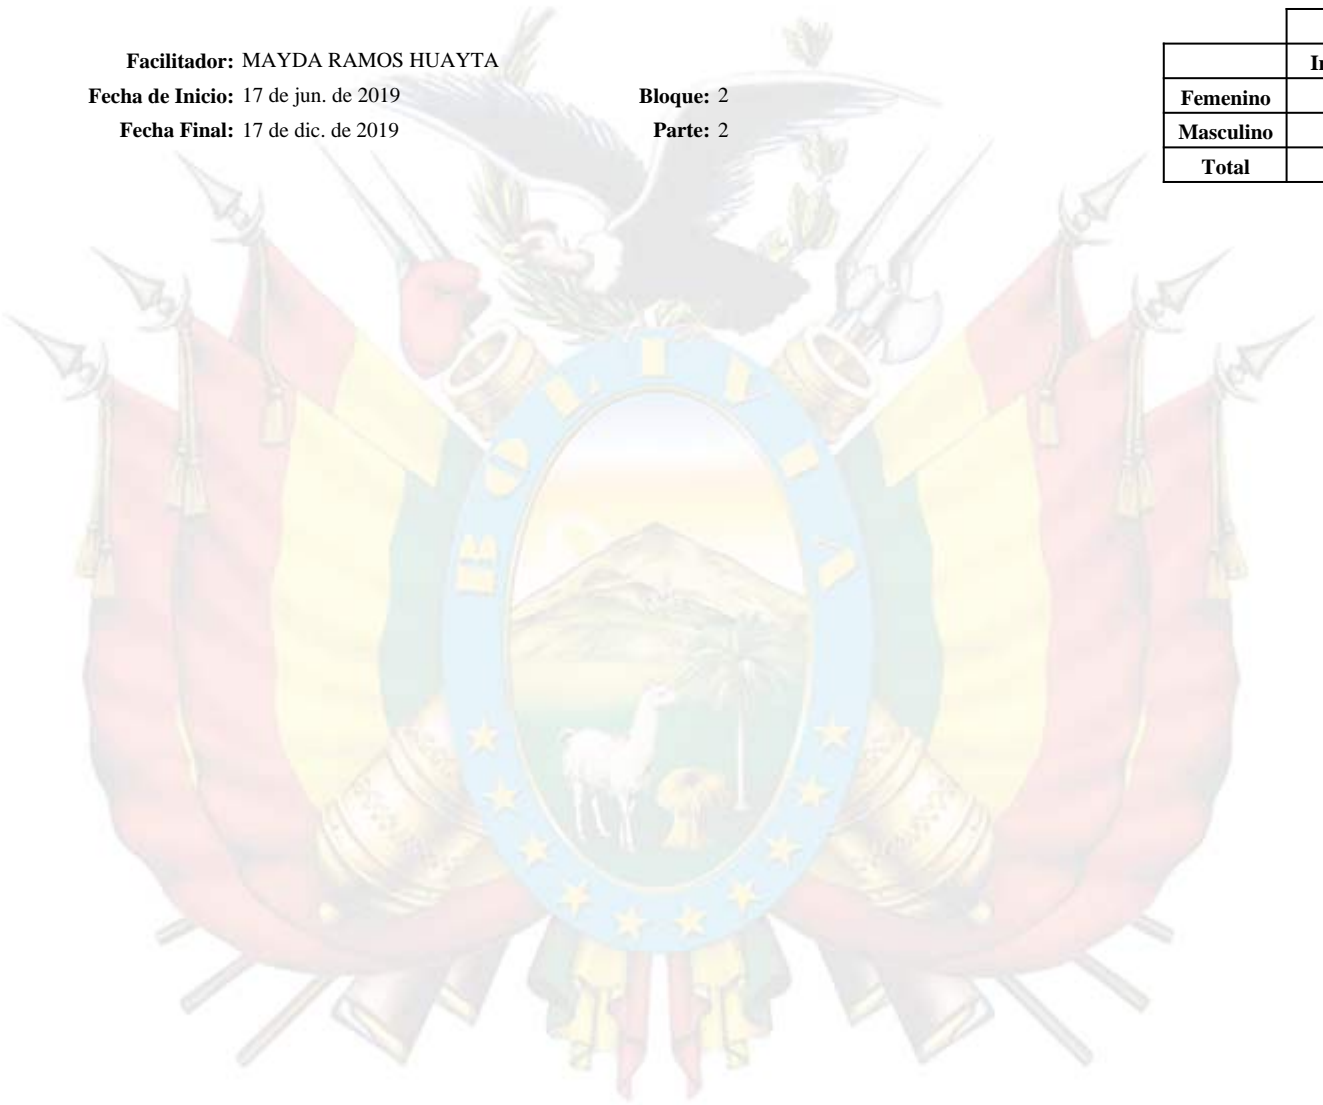 Facilitador: MAYDA RAMOS HUAYTA
Fecha de Inicio: 17 de jun. de 2019
Bloque: 2
Fecha Final: 17 de dic. de 2019
Parte: 2
Femenino
Masculino
Total
BOLIVIA